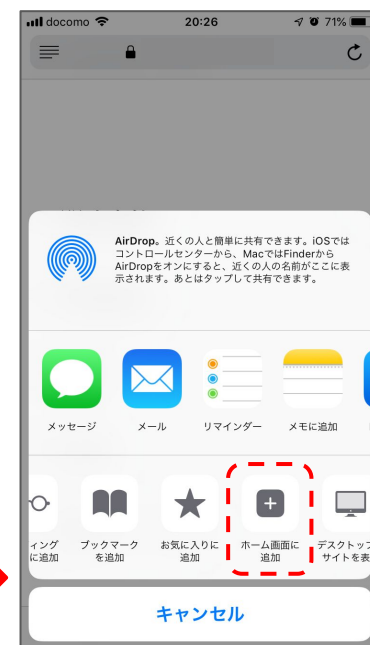 docomo 20:26 71%
AirDrop。近くの人と簡単に共有できます。iOSでは
コントロールセンターから、MacではFinderから
AirDropをオンにすると、近くの人の名前がここに表
示されます。あとはタップして共有できます。
メッセージ メール リマインダー メモに追加
ィング ブックマーク お気に入りに ホーム画面に デスクトップ
に追加 を追加 追加 追加 サイトを表
キャンセル